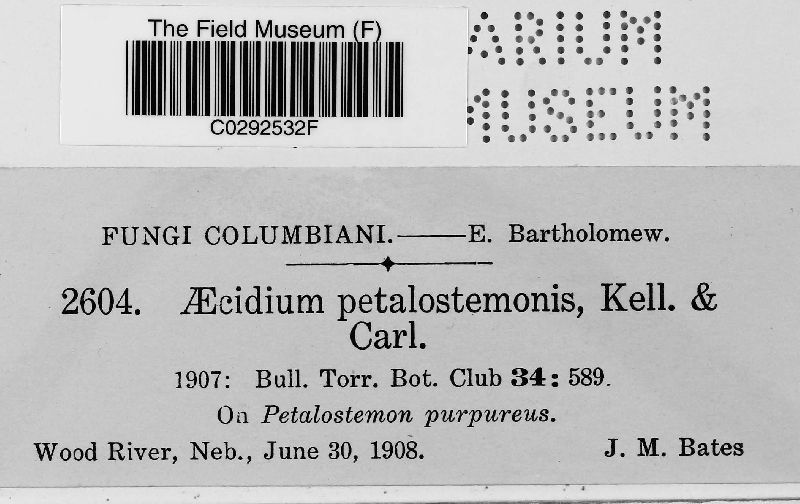 The Field Museum (F)
C0292532F
ARIUM
MUSEUM
FUNGI COLUMBIANI.——E. Bartholomew.
2604. Æcidium petalostemonis, Kell. &
Carl.
1907: Bull. Torr. Bot. Club 34: 589.
On Petalostemon purpureus.
Wood River, Neb., June 30, 1908. J. M. Bates